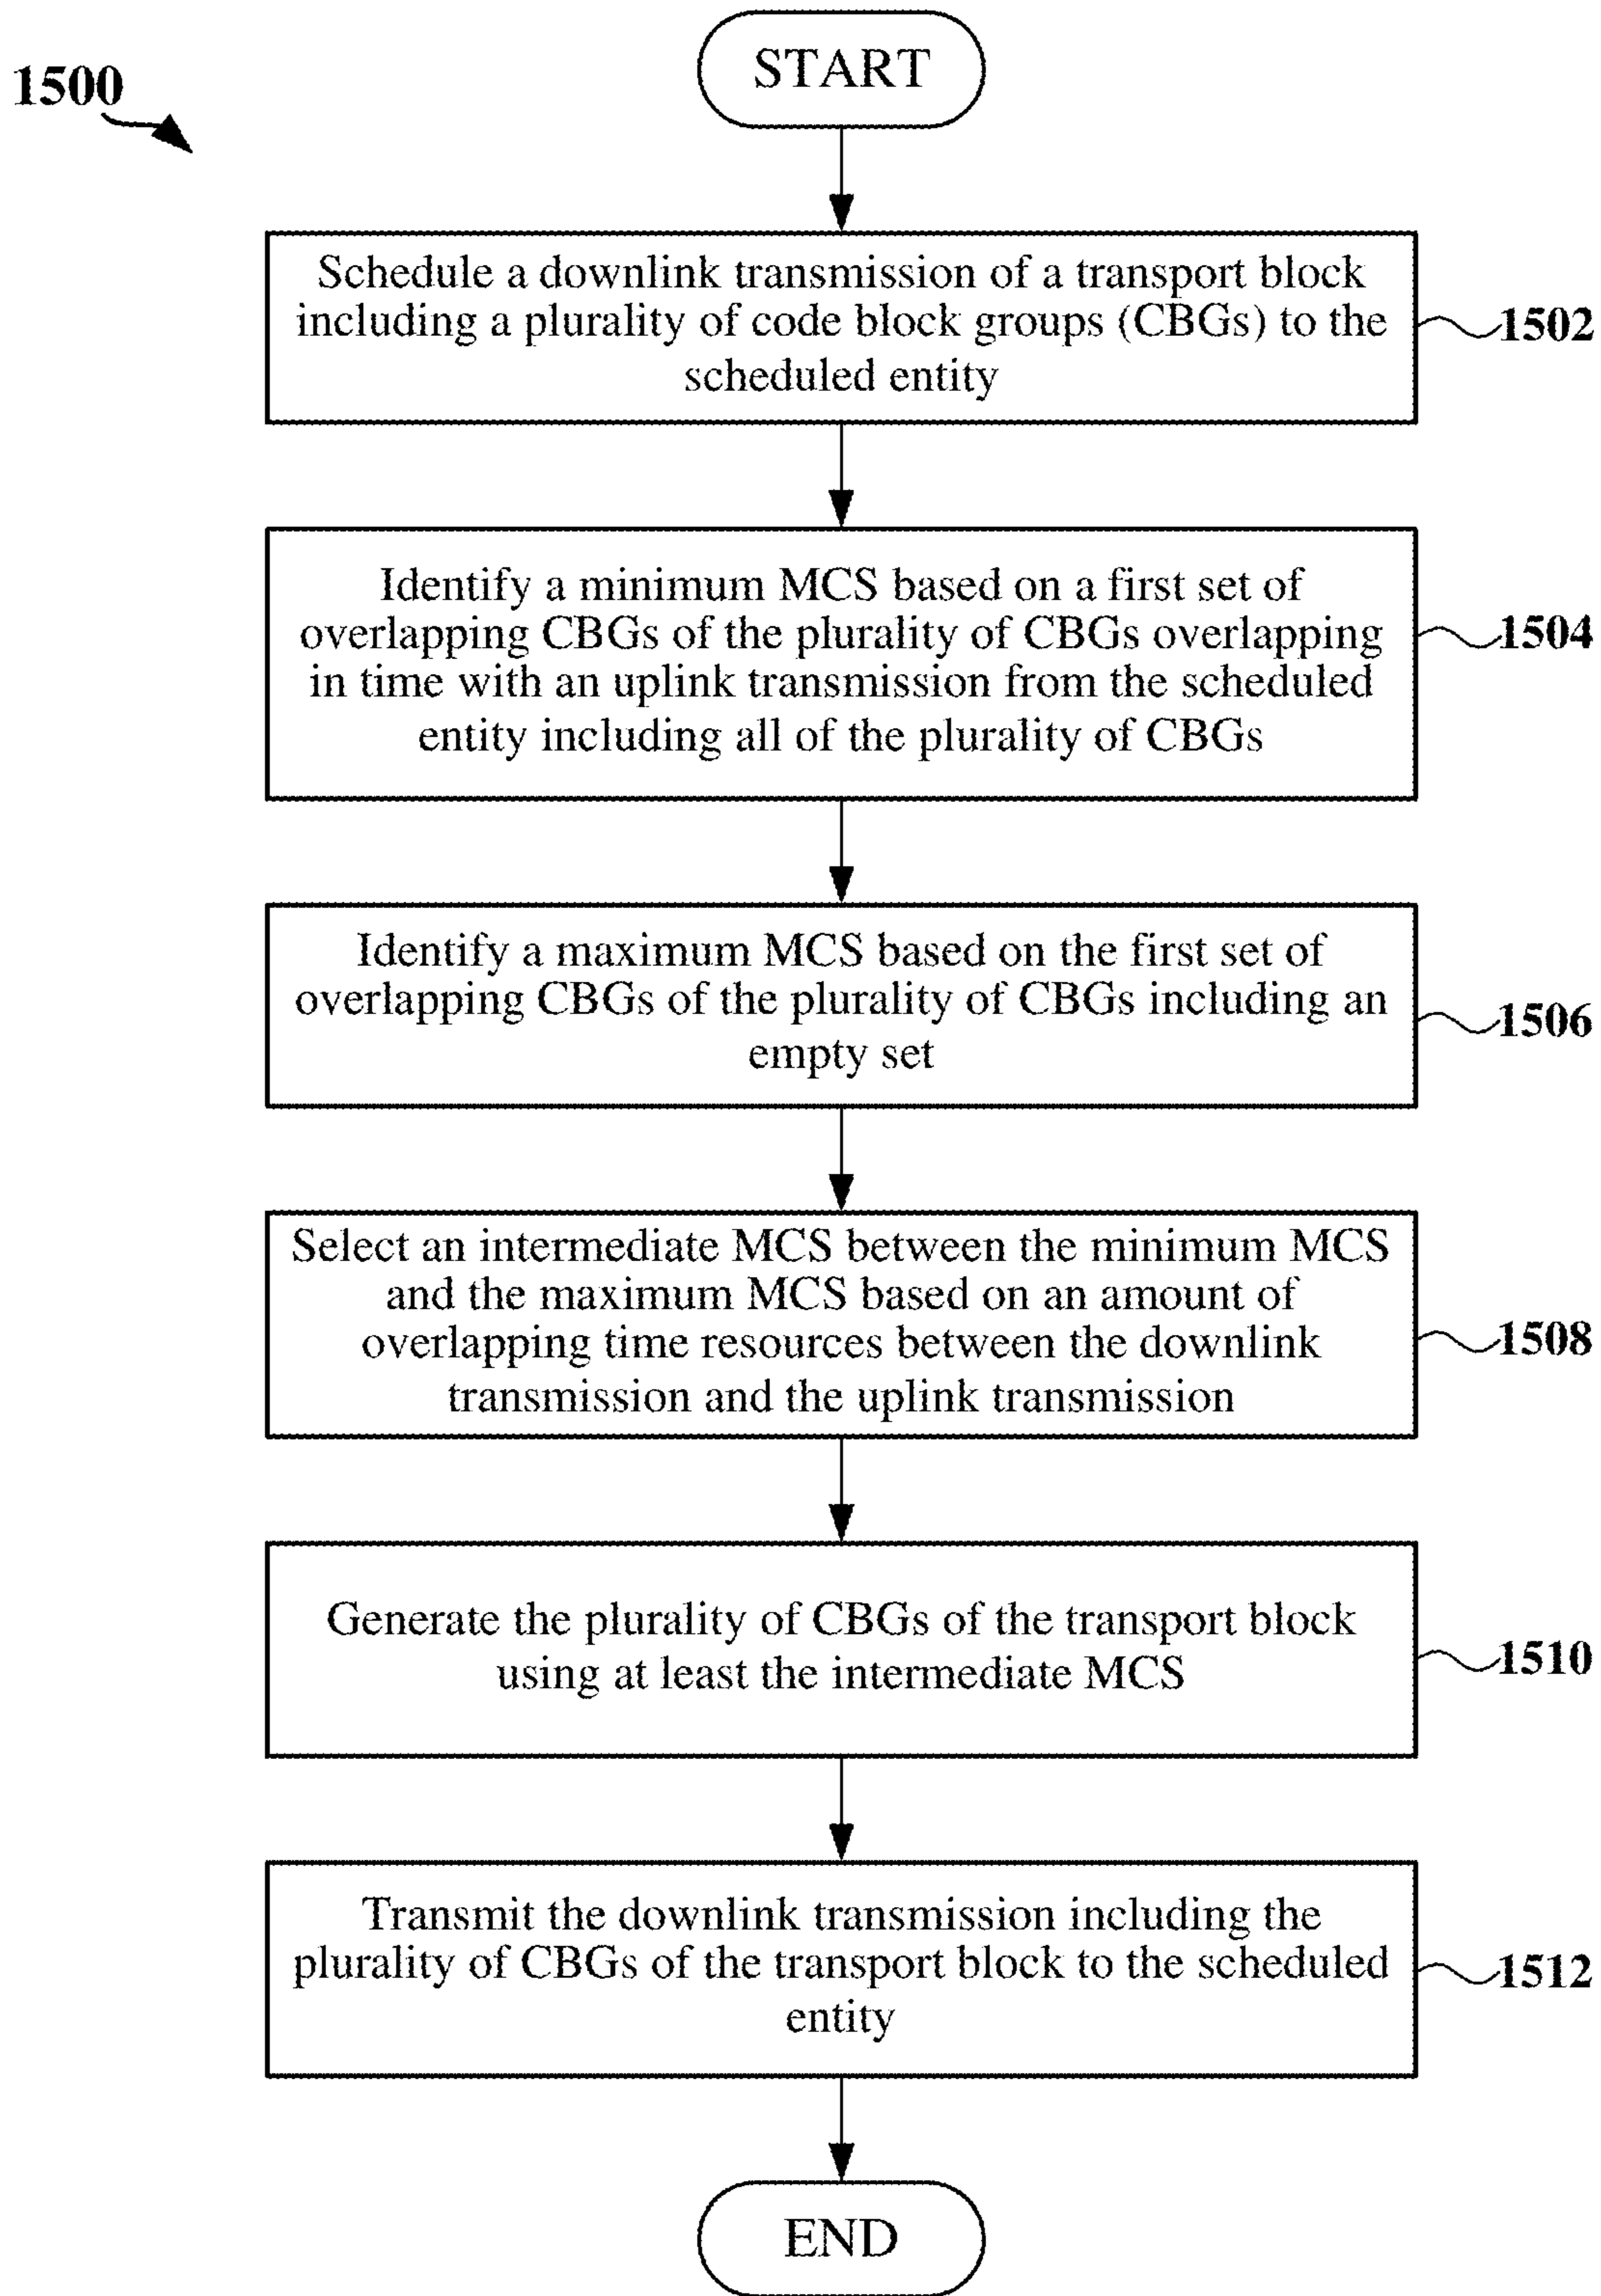 START
1500
Schedule a downlink transmission of a transport block
including a plurality of code block groups (CBGs) to the
scheduled entity
1502
Identify a minimum MCS based on a first set of
overlapping CBGs of the plurality of CBGs overlapping
in time with an uplink transmission from the scheduled
entity including all of the plurality of CBGs
1504
Identify a maximum MCS based on the first set of
overlapping CBGs of the plurality of CBGs including an
empty set
1506
Select an intermediate MCS between the minimum MCS
and the maximum MCS based on an amount of
overlapping time resources between the downlink
transmission and the uplink transmission
1508
Generate the plurality of CBGs of the transport block
using at least the intermediate MCS
1510
Transmit the downlink transmission including the
plurality of CBGs of the transport block to the scheduled
entity
1512
END